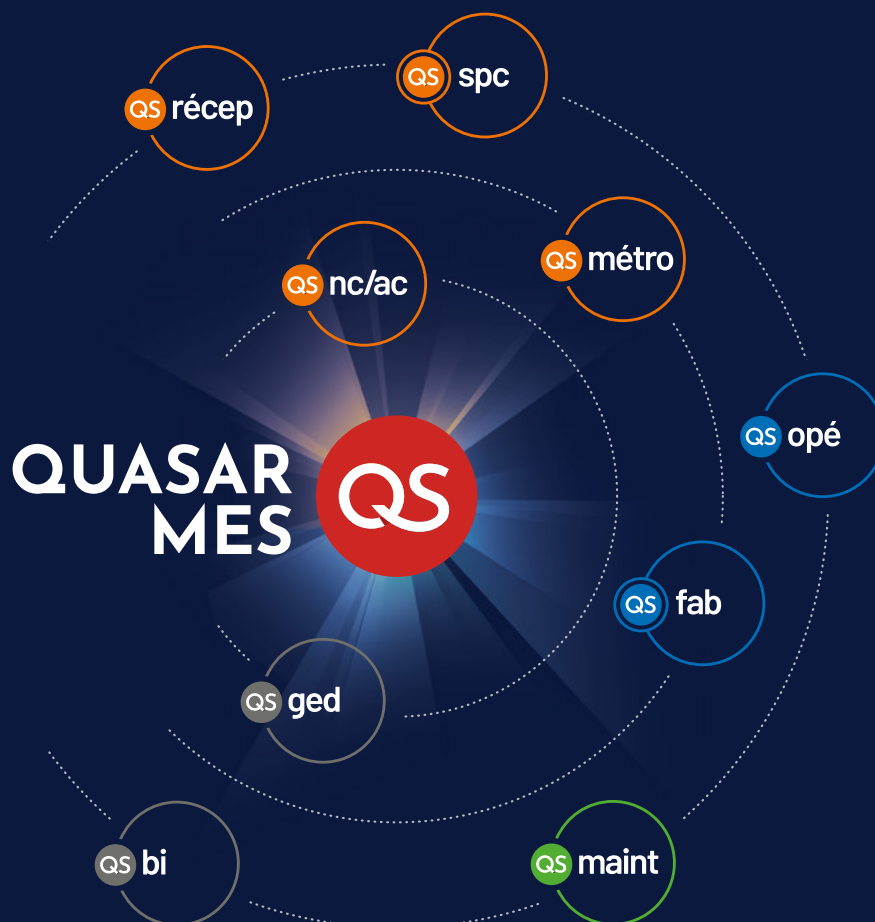 QS spc
QS récep
QS métro
QS nc/ac
QS opé
QUASAR
MES
QS
QS fab
QS ged
QS bi
QS maint